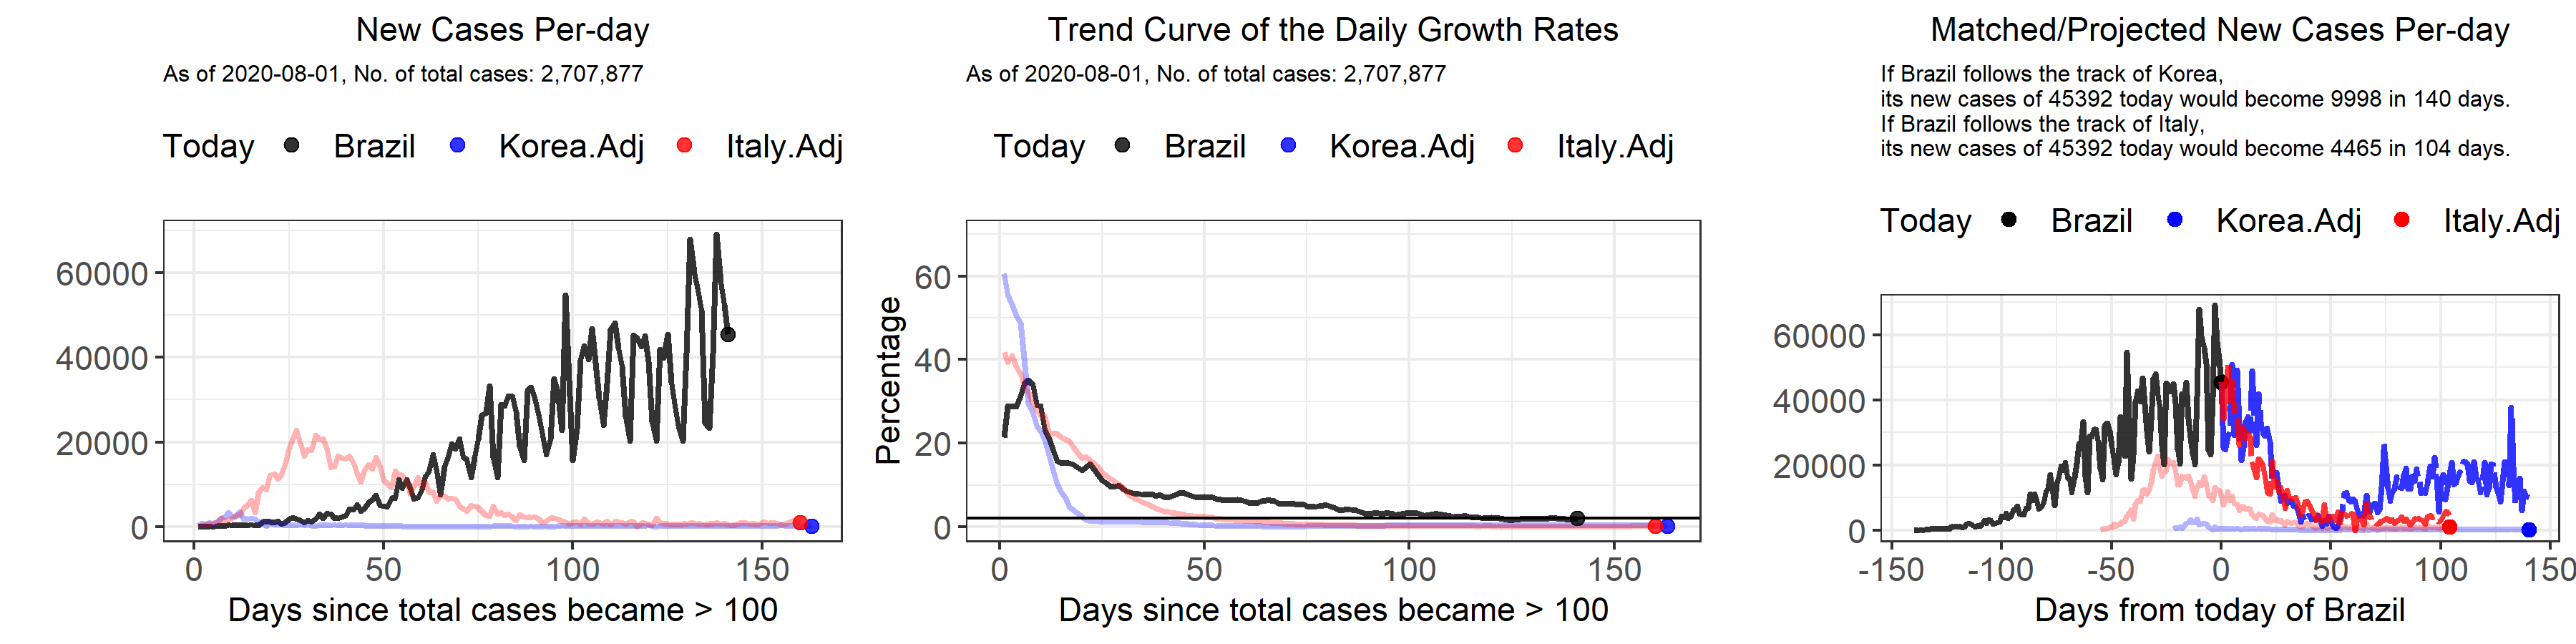 New Cases Per-day
As of 2020-08-01, No. of total cases: 2,707,877
Today Brazil Korea.Adj Italy.Adj
60000
40000
20000
0
0 50 100 150
Days since total cases became > 100
Trend Curve of the Daily Growth Rates
As of 2020-08-01, No. of total cases: 2,707,877
Today Brazil Korea.Adj Italy.Adj
Percentage
60
40
20
0
0 50 100 150
Days since total cases became > 100
Matched/Projected New Cases Per-day
If Brazil follows the track of Korea,
its new cases of 45392 today would become 9998 in 140 days.
If Brazil follows the track of Italy,
its new cases of 45392 today would become 4465 in 104 days.
Today Brazil Korea.Adj Italy.Adj
60000
40000
20000
0
-150 -100 -50 0 50 100 150
Days from today of Brazil